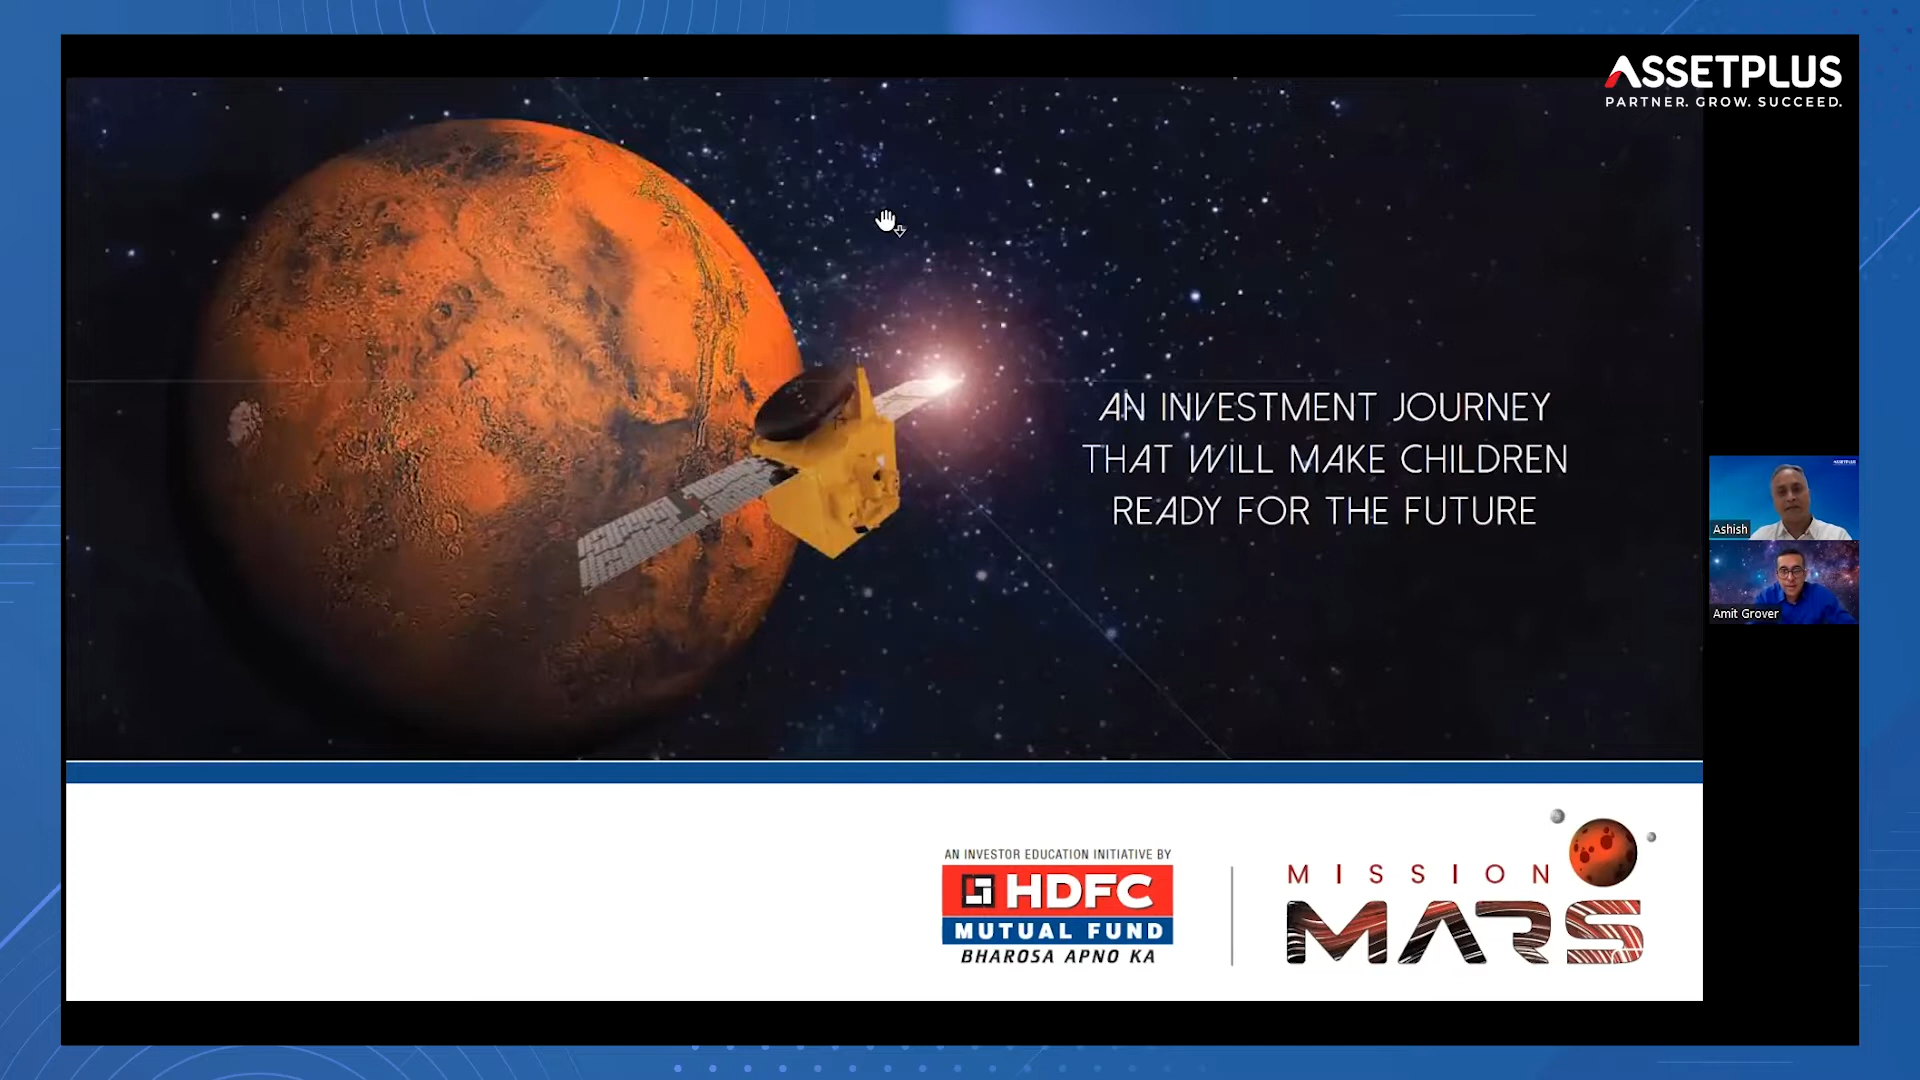 ASSETPLUS
PARTNER. GROW. SUCCEED.
AN INVESTMENT JOURNEY
THAT WILL MAKE CHILDREN
READY FOR THE FUTURE
Ashish
Amit Grover
AN INVESTOR EDUCATION INITIATIVE BY
HDFC
MUTUAL FUND
BHAROSA APNO KA
MISSION
MARS